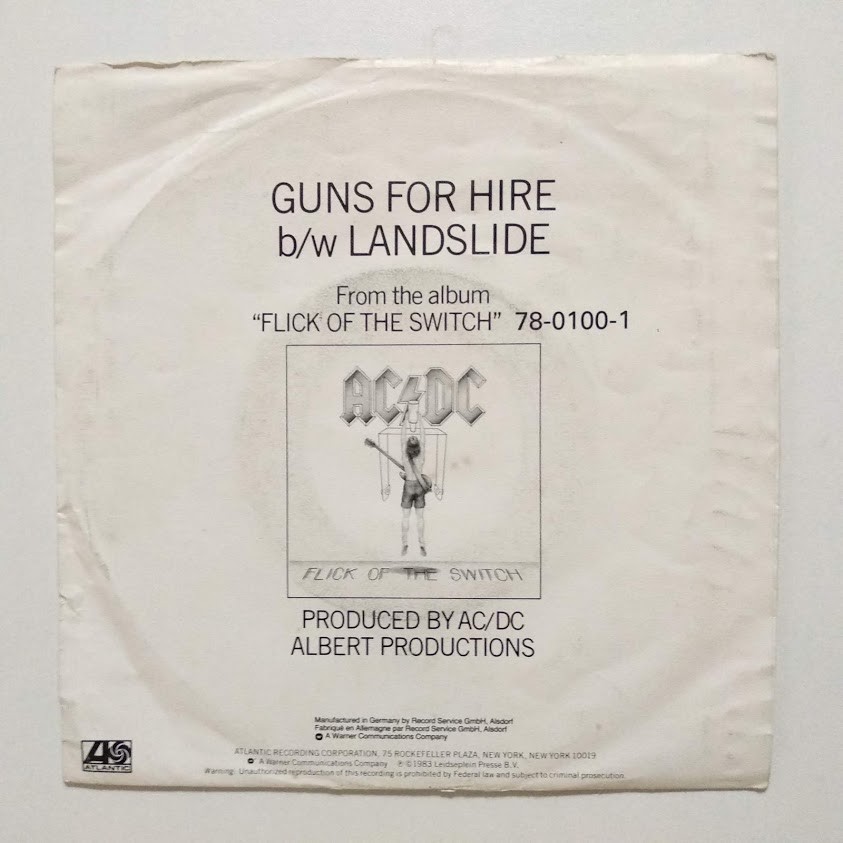 GUNS FOR HIRE
b/w LANDSLIDE
From the album
“FLICK OF THE SWITCH” 78-0100-1
AC DC
FLICK OF THE SWITCH
PRODUCED BY AC/DC
ALBERT PRODUCTIONS
Manufactured in Germany by Record Service GmbH, Alsdorf
Fabriqué en Allemagne par Record Service GmbH, Alsdorf
A Warner Communications Company
ATLANTIC
ATLANTIC RECORDING CORPORATION, 75 ROCKEFELLER PLAZA, NEW YORK, NEW YORK 10019
A Warner Communications Company ℗ © 1983 Leidseplein Presse B.V.
Warning: Unauthorized reproduction of this recording is prohibited by Federal law and subject to criminal prosecution.